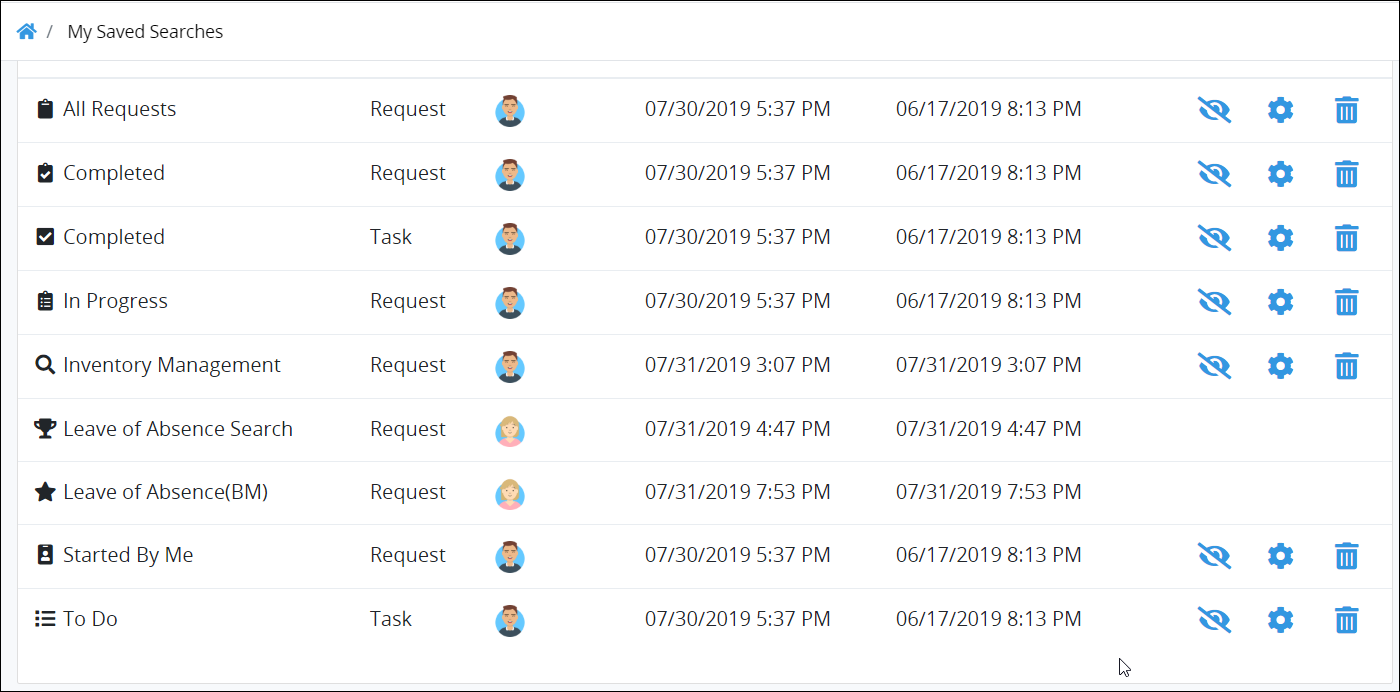 / My Saved Searches
All Requests Request 07/30/2019 5:37 PM 06/17/2019 8:13 PM
Completed Request 07/30/2019 5:37 PM 06/17/2019 8:13 PM
Completed Task 07/30/2019 5:37 PM 06/17/2019 8:13 PM
In Progress Request 07/30/2019 5:37 PM 06/17/2019 8:13 PM
Inventory Management Request 07/31/2019 3:07 PM 07/31/2019 3:07 PM
Leave of Absence Search Request 07/31/2019 4:47 PM 07/31/2019 4:47 PM
Leave of Absence(BM) Request 07/31/2019 7:53 PM 07/31/2019 7:53 PM
Started By Me Request 07/30/2019 5:37 PM 06/17/2019 8:13 PM
To Do Task 07/30/2019 5:37 PM 06/17/2019 8:13 PM